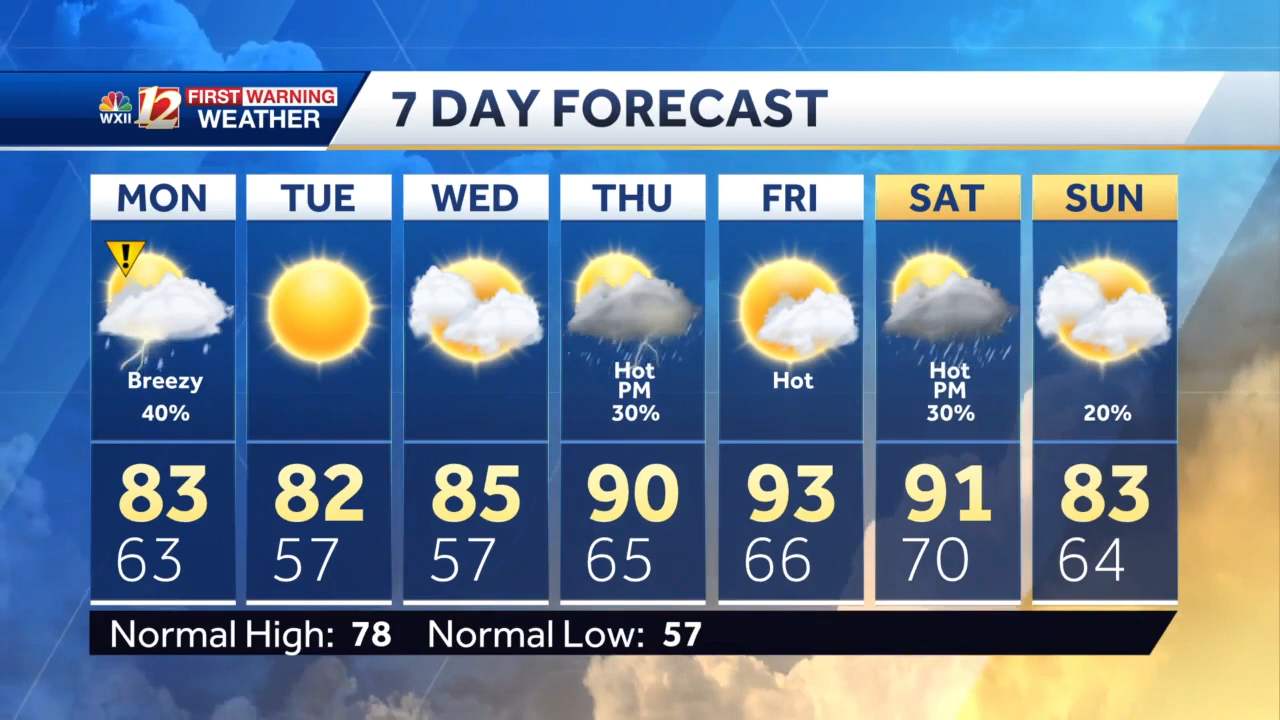 WXII 12 FIRST WARNING
WEATHER
7 DAY FORECAST
MON TUE WED THU FRI SAT SUN
!
Breezy
40%
Hot
PM
30%
Hot
Hot
PM
30%
20%
83 82 85 90 93 91 83
63 57 57 65 66 70 64
Normal High: 78 Normal Low: 57